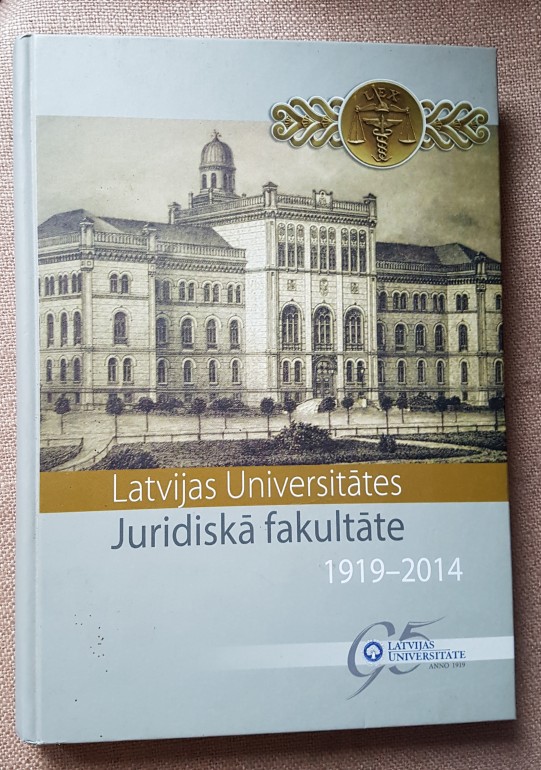 LEX
Latvijas Universitātes
Juridiskā fakultāte
1919–2014
95
LATVIJAS
UNIVERSITĀTE
ANNO 1919